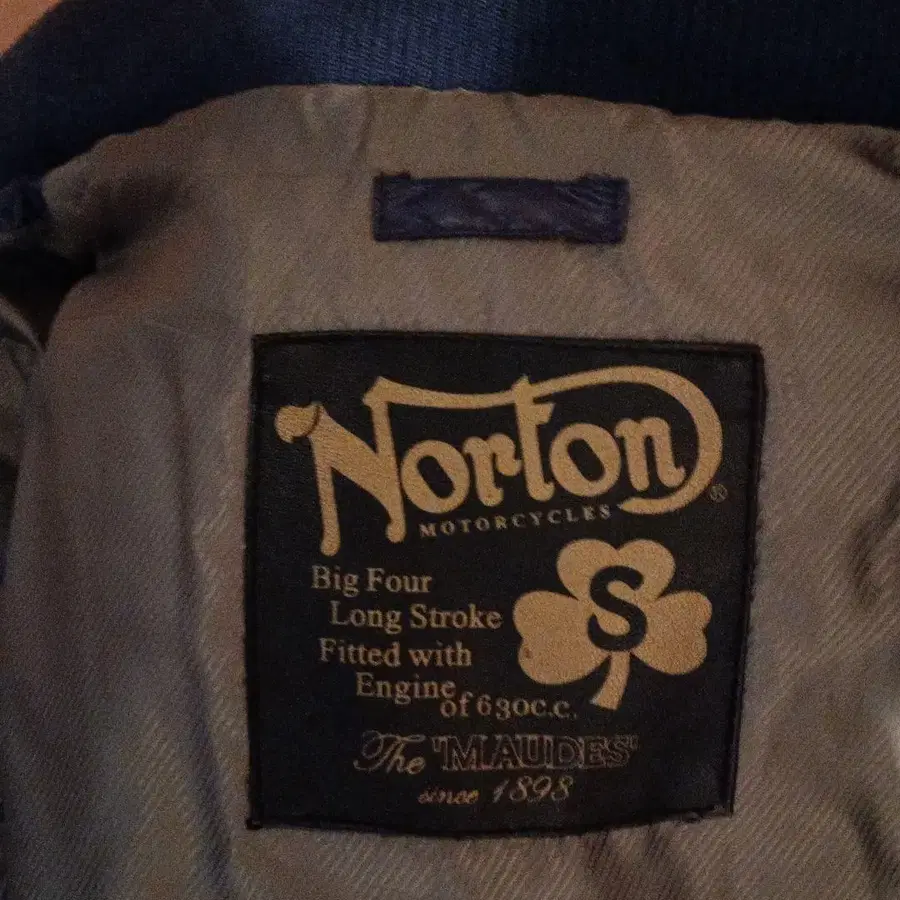 Norton ®
MOTORCYCLES
Big Four
Long Stroke
Fitted with
Engine
of 630c.c.
S
The "MAUDES"
since 1898